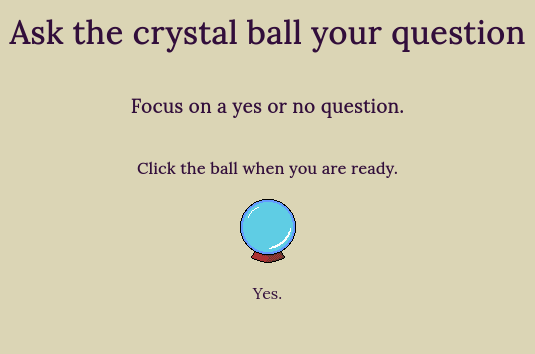 Ask the crystal ball your question
Focus on a yes or no question.
Click the ball when you are ready.
Yes.